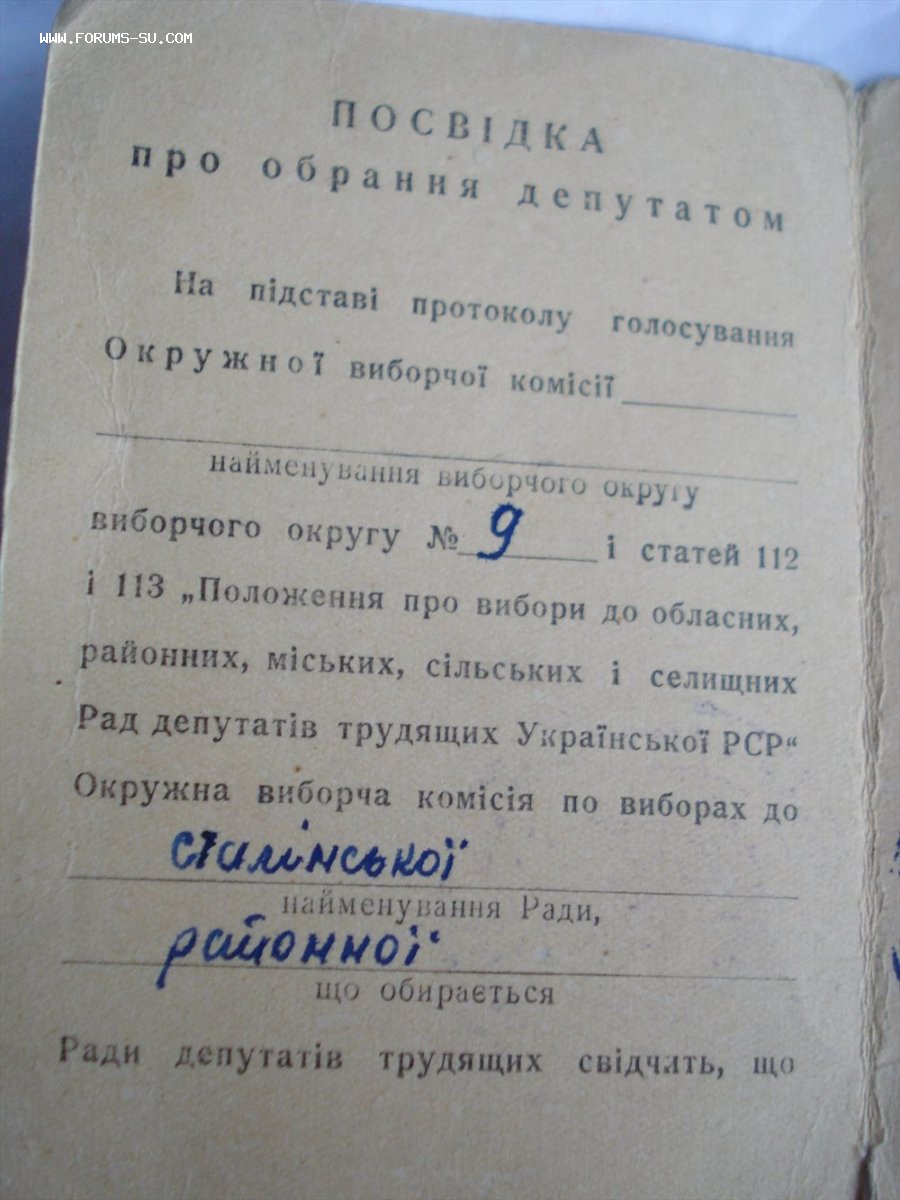 WWW.FORUMS-SU.COM
ПОСВІДКА
про обрання депутатом
На підставі протоколу голосування
Окружної виборчої комісії
найменування виборчого округу
виборчого округу № 9 і статей 112
і 113 „Положення про вибори до обласних,
районних, міських, сільських і селищних
Рад депутатів трудящих Української РСР“
Окружна виборча комісія по виборах до
сталінської
найменування Ради,
районної
що обирається
Ради депутатів трудящих свідчать, що